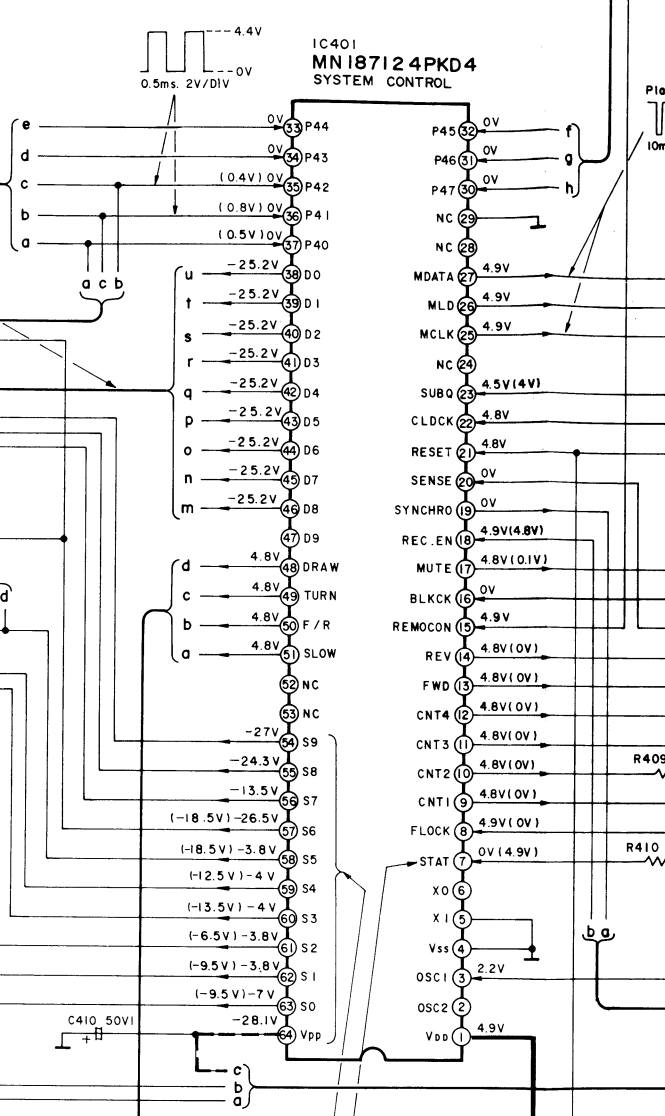 4.4V
0V
0.5ms. 2V/DIV
IC401
MN187124PKD4
SYSTEM CONTROL
e 0V 33 P44
d 0V 34 P43
c (0.4V) 0V 35 P42
b (0.8V) 0V 36 P41
a (0.5V) 0V 37 P40
a c b
u -25.2V 38 D0
t -25.2V 39 D1
s -25.2V 40 D2
r -25.2V 41 D3
q -25.2V 42 D4
p -25.2V 43 D5
o -25.2V 44 D6
n -25.2V 45 D7
m -25.2V 46 D8
47 D9
d 4.8V 48 DRAW
c 4.8V 49 TURN
b 4.8V 50 F/R
a 4.8V 51 SLOW
d
52 NC
53 NC
-27V 54 S9
-24.3V 55 S8
-13.5V 56 S7
(-18.5V) -26.5V 57 S6
(-18.5V) -3.8V 58 S5
(-12.5V) -4V 59 S4
(-13.5V) -4V 60 S3
(-6.5V) -3.8V 61 S2
(-9.5V) -3.8V 62 S1
(-9.5V) -7V 63 S0
-28.1V 64 VPP
C410 50V1
+
c
b
a
P45 32 0V f
P46 31 0V g
P47 30 0V h
10m
NC 29
NC 28
MDATA 27 4.9V
MLD 26 4.9V
MCLK 25 4.9V
NC 24
SUBQ 23 4.5V(4V)
CLDCK 22 4.8V
RESET 21 4.8V
SENSE 20 0V
SYNCHRO 19 0V
REC.EN 18 4.9V(4.8V)
MUTE 17 4.8V(0.1V)
BLKCK 16 0V
REMOCON 15 4.9V
REV 14 4.8V(0V)
FWD 13 4.8V(0V)
CNT4 12 4.8V(0V)
CNT3 11 4.8V(0V)
CNT2 10 4.8V(0V) R409
CNT1 9 4.8V(0V)
FLOCK 8 4.9V(0V)
STAT 7 0V(4.9V) R410
X0 6
X1 5
VSS 4
b a
OSC1 3 2.2V
OSC2 2
VDD 1 4.9V